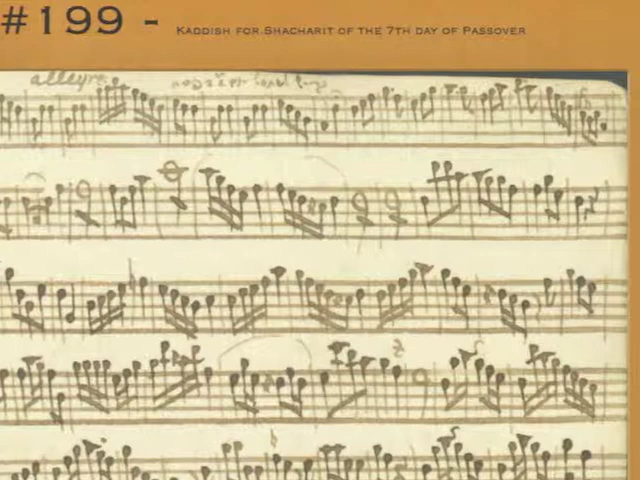 #199 - KADDISH FOR SHACHARIT OF THE 7TH DAY OF PASSOVER
allegro